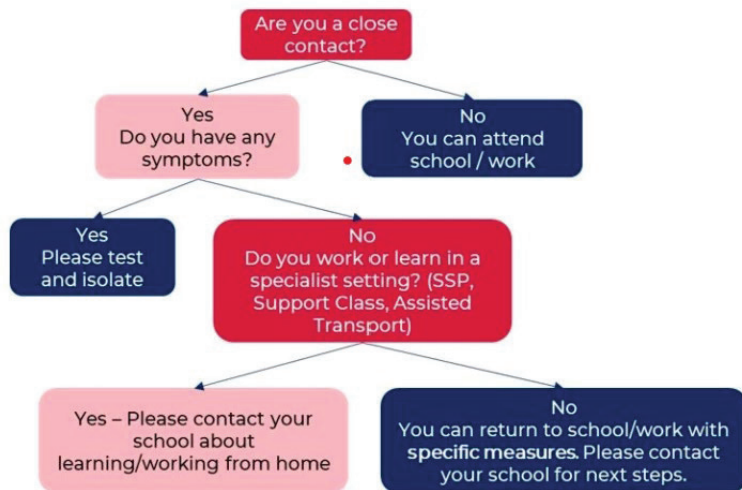 Are you a close
contact?
Yes
Do you have any
symptoms?
No
You can attend
school / work
Yes
Please test
and isolate
No
Do you work or learn in a
specialist setting? (SSP,
Support Class, Assisted
Transport)
Yes – Please contact your
school about
learning/working from home
No
You can return to school/work with
specific measures. Please contact
your school for next steps.